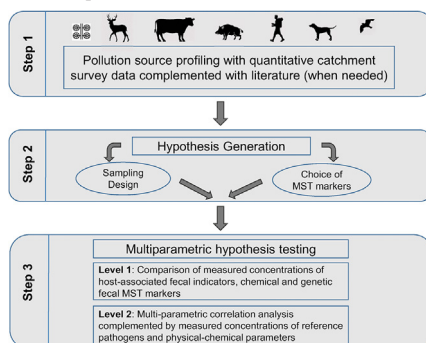 Step 1
Pollution source profiling with quantitative catchment
survey data complemented with literature (when needed)
Step 2
Hypothesis Generation
Sampling
Design
Choice of
MST markers
Step 3
Multiparametric hypothesis testing
Level 1: Comparison of measured concentrations of
host-associated fecal indicators, chemical and genetic
fecal MST markers
Level 2: Multi-parametric correlation analysis
complemented by measured concentrations of reference
pathogens and physical-chemical parameters